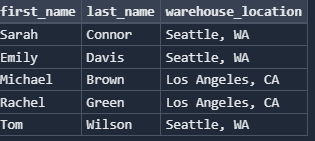 first_name last_name warehouse_location
Sarah Connor Seattle, WA
Emily Davis Seattle, WA
Michael Brown Los Angeles, CA
Rachel Green Los Angeles, CA
Tom Wilson Seattle, WA